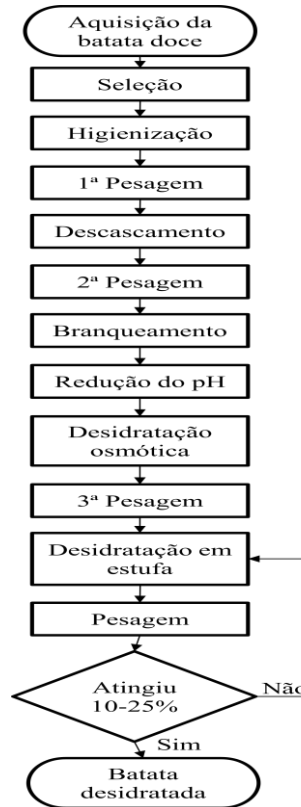 Aquisição da
batata doce
Seleção
Higienização
1ª Pesagem
Descascamento
2ª Pesagem
Branqueamento
Redução do pH
Desidratação
osmótica
3ª Pesagem
Desidratação em
estufa
Pesagem
Atingiu
10-25%
Não
Sim
Batata
desidratada